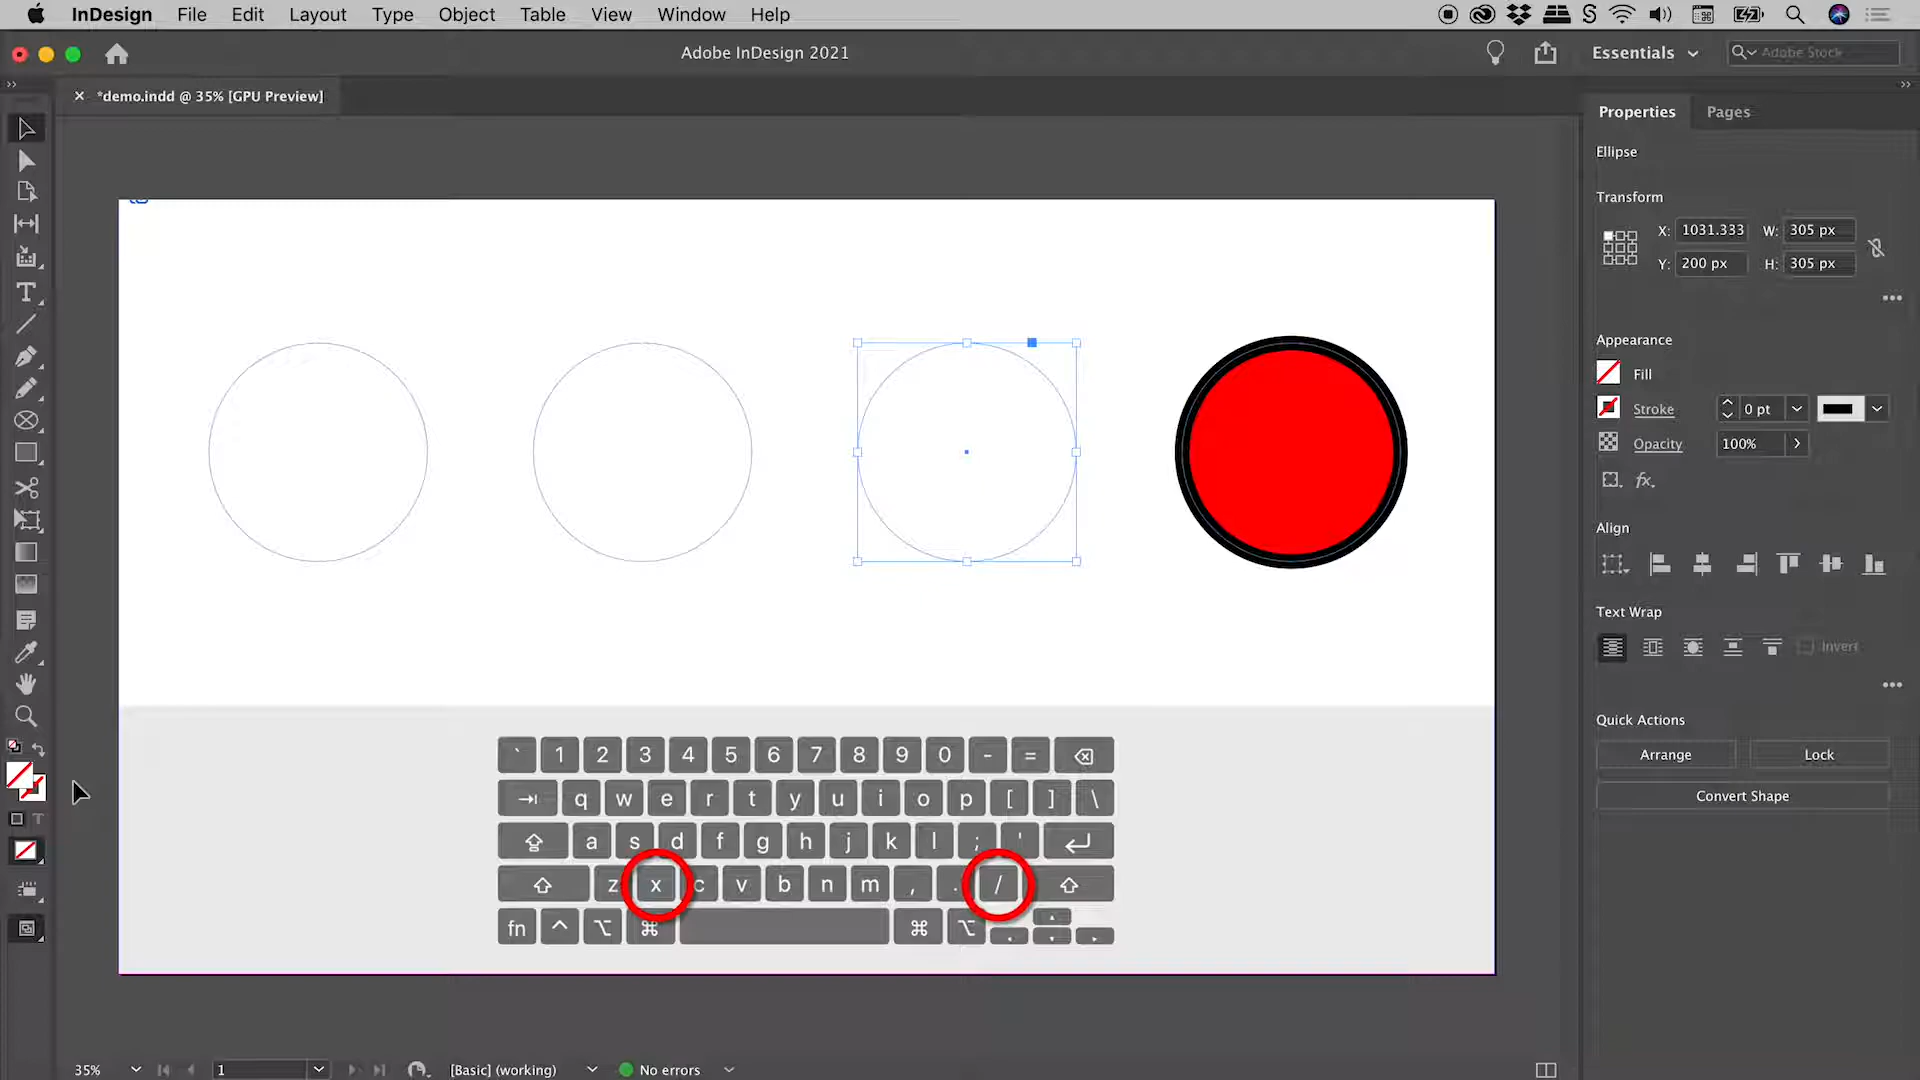 InDesign File Edit Layout Type Object Table View Window Help
Adobe InDesign 2021
Essentials
Adobe Stock
*demo.indd @ 35% [GPU Preview]
Properties Pages
Ellipse
Transform
X: 1031.333 W: 305 px
Y: 200 px H: 305 px
Appearance
Fill
Stroke 0 pt
Opacity 100%
fx.
Align
Text Wrap
Invert
Quick Actions
Arrange Lock
Convert Shape
` 1 2 3 4 5 6 7 8 9 0 - =
q w e r t y u i o p [ ] \
a s d f g h j k l ; '
z x c v b n m , . /
fn ^ ⌥ ⌘ ⌘ ⌥
35% 1 [Basic] (working) No errors